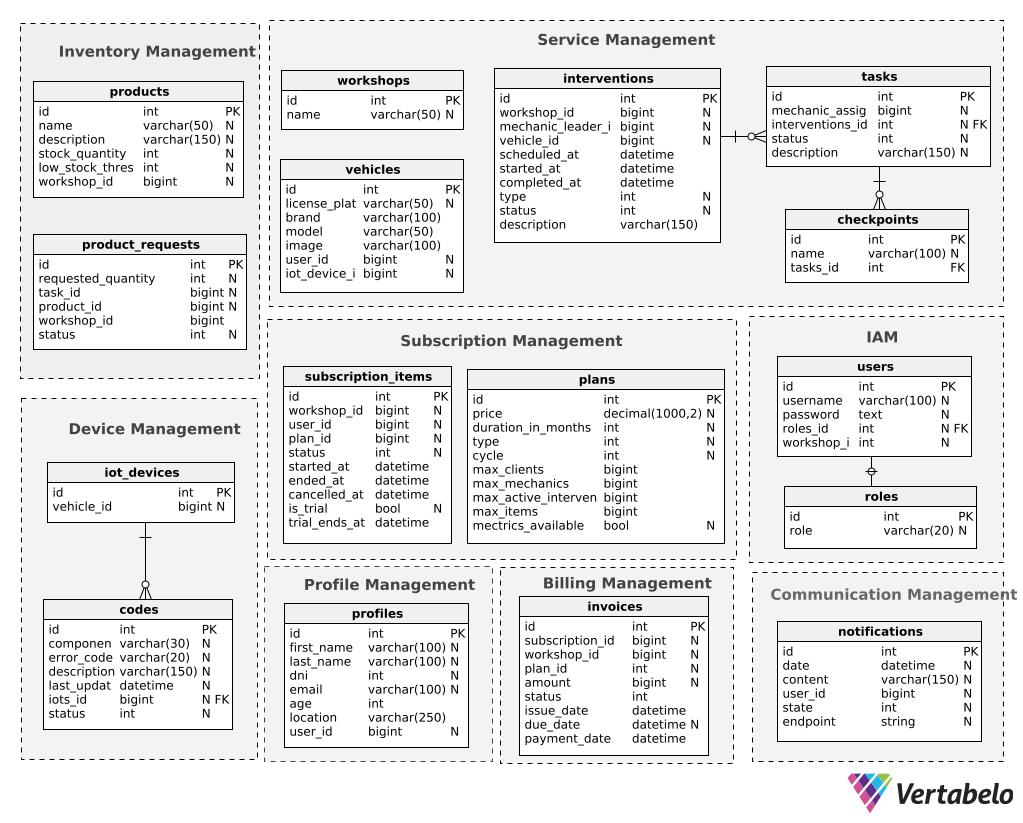 Inventory Management
products
id int PK
name varchar(50) N
description varchar(150) N
stock_quantity int N
low_stock_thres int N
workshop_id bigint N
product_requests
id int PK
requested_quantity int N
task_id bigint N
product_id bigint N
workshop_id bigint
status int N
Service Management
workshops
id int PK
name varchar(50) N
vehicles
id int PK
license_plat varchar(50) N
brand varchar(100)
model varchar(50)
image varchar(100)
user_id bigint N
iot_device_i bigint N
interventions
id int PK
workshop_id bigint N
mechanic_leader_i bigint N
vehicle_id bigint N
scheduled_at datetime
started_at datetime
completed_at datetime
type int N
status int N
description varchar(150)
tasks
id int PK
mechanic_assig bigint N
interventions_id int N FK
status int N
description varchar(150) N
checkpoints
id int PK
name varchar(100) N
tasks_id int FK
Device Management
iot_devices
id int PK
vehicle_id bigint N
codes
id int PK
componen varchar(30) N
error_code varchar(20) N
description varchar(150) N
last_updat datetime N
iots_id bigint N FK
status int N
Subscription Management
subscription_items
id int PK
workshop_id bigint N
user_id bigint N
plan_id bigint N
status int N
started_at datetime
ended_at datetime
cancelled_at datetime
is_trial bool N
trial_ends_at datetime
plans
id int PK
price decimal(1000,2) N
duration_in_months int N
type int N
cycle int N
max_clients bigint
max_mechanics bigint
max_active_interven bigint
max_items bigint
mectrics_available bool N
IAM
users
id int PK
username varchar(100) N
password text N
roles_id int N FK
workshop_i int N
roles
id int PK
role varchar(20) N
Profile Management
profiles
id int PK
first_name varchar(100) N
last_name varchar(100) N
dni int N
email varchar(100) N
age int
location varchar(250)
user_id bigint N
Billing Management
invoices
id int PK
subscription_id bigint N
workshop_id bigint N
plan_id int N
amount bigint N
status int
issue_date datetime
due_date datetime N
payment_date datetime
Communication Management
notifications
id int PK
date datetime N
content varchar(150) N
user_id bigint N
state int N
endpoint string N
Vertabelo